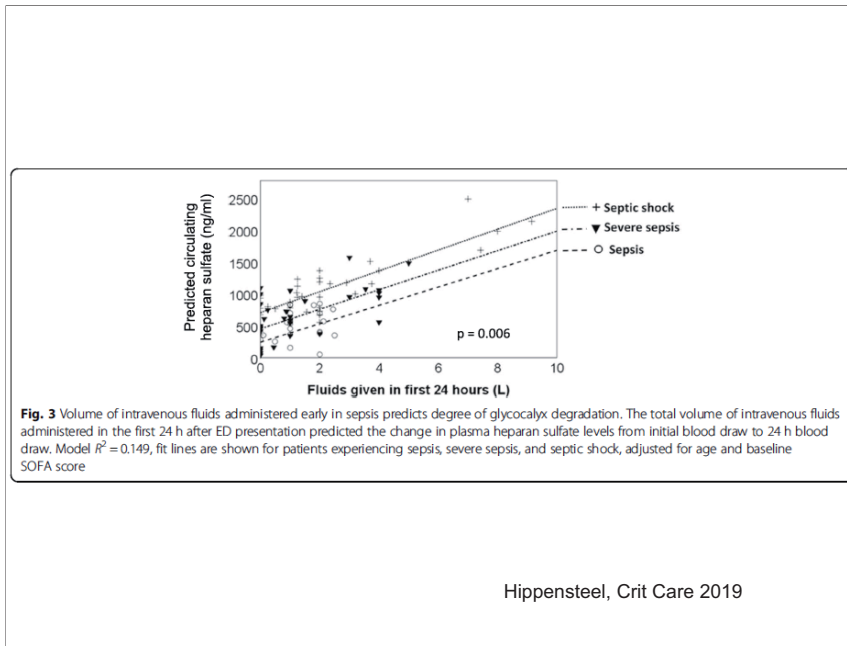 2500
2000
1500
1000
500
0
Predicted circulating
heparan sulfate (ng/ml)
+ Septic shock
▼ Severe sepsis
○ Sepsis
p = 0.006
0 2 4 6 8 10
Fluids given in first 24 hours (L)
Fig. 3 Volume of intravenous fluids administered early in sepsis predicts degree of glycocalyx degradation. The total volume of intravenous fluids
administered in the first 24 h after ED presentation predicted the change in plasma heparan sulfate levels from initial blood draw to 24 h blood
draw. Model R² = 0.149, fit lines are shown for patients experiencing sepsis, severe sepsis, and septic shock, adjusted for age and baseline
SOFA score
Hippensteel, Crit Care 2019